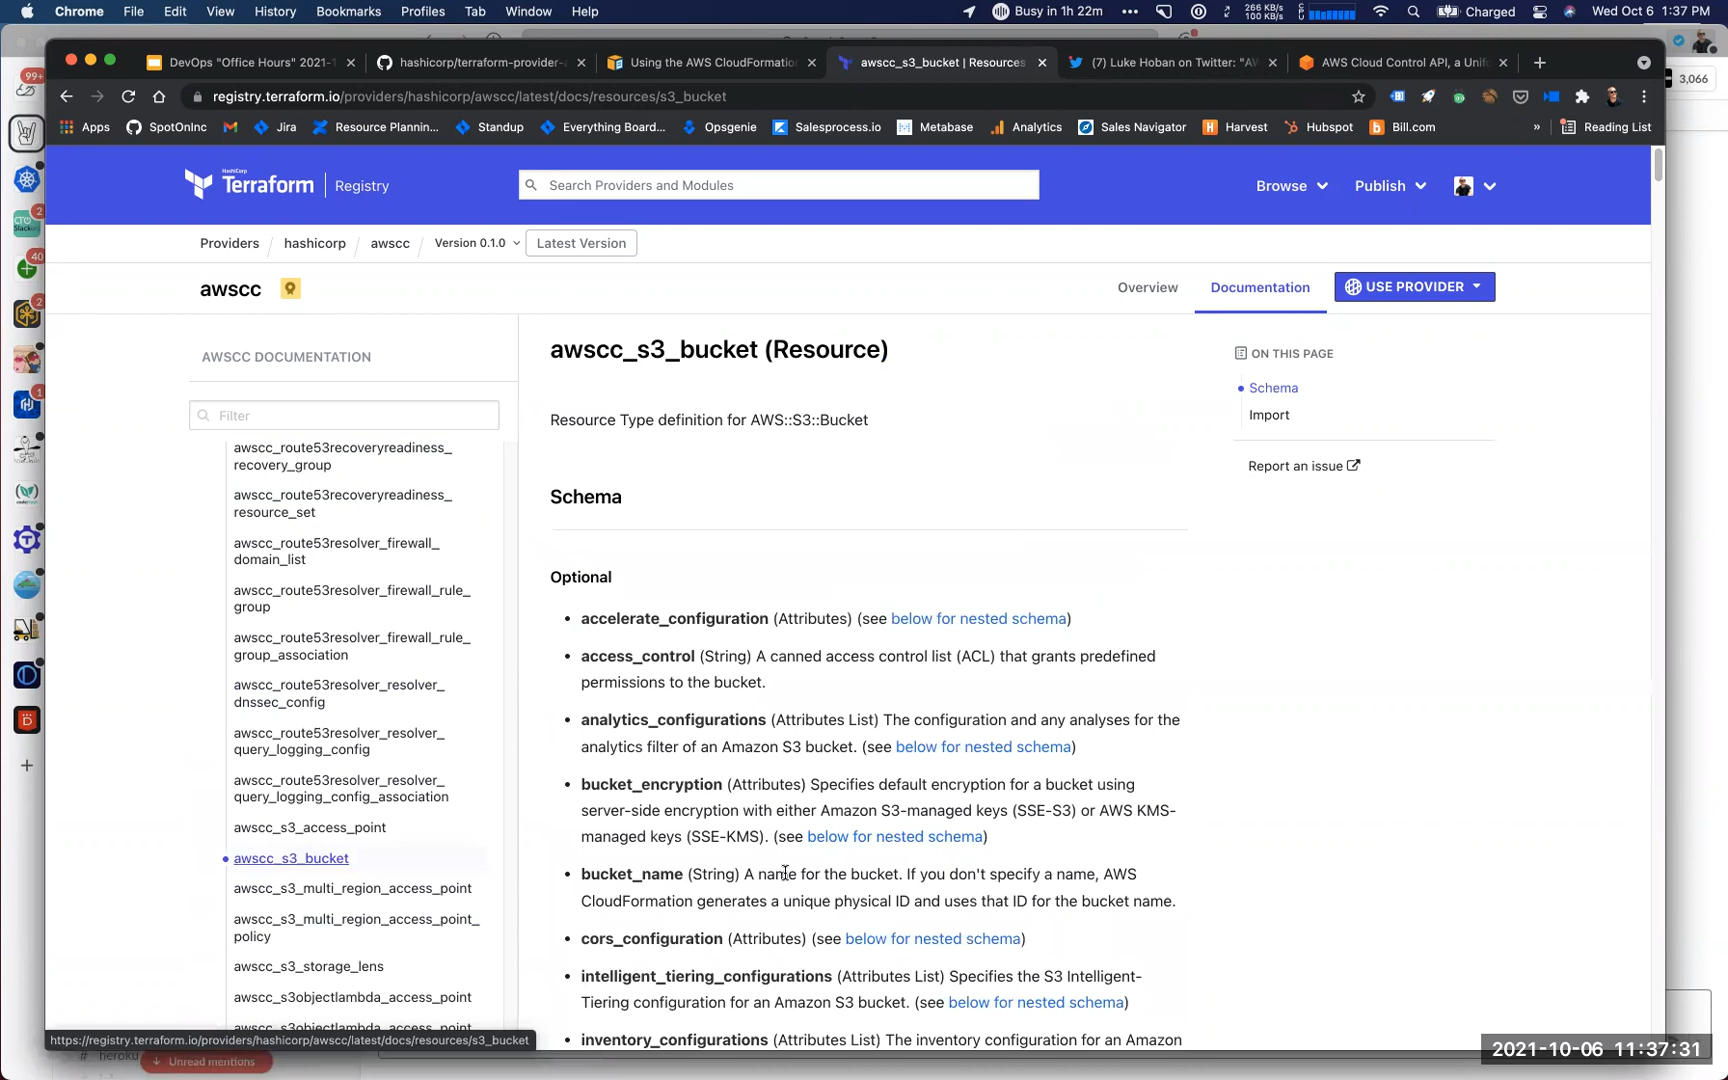 Chrome File Edit View History Bookmarks Profiles Tab Window Help
Busy in 1h 22m 266 KB/s 100 KB/s Charged Wed Oct 6 1:37 PM
DevOps "Office Hours" 2021-1 hashicorp/terraform-provider-a Using the AWS CloudFormation awscc_s3_bucket | Resources (7) Luke Hoban on Twitter: "AW AWS Cloud Control API, a Unifo
99+ 3,066
registry.terraform.io/providers/hashicorp/awscc/latest/docs/resources/s3_bucket
Apps SpotOnInc Jira Resource Plannin... Standup Everything Board... Opsgenie Salesprocess.io Metabase Analytics Sales Navigator Harvest Hubspot Bill.com » Reading List
HashiCorp
Terraform Registry Search Providers and Modules Browse Publish
Providers / hashicorp / awscc / Version 0.1.0 Latest Version
awscc Overview Documentation USE PROVIDER
AWSCC DOCUMENTATION
Filter
awscc_route53recoveryreadiness_
recovery_group
awscc_route53recoveryreadiness_
resource_set
awscc_route53resolver_firewall_
domain_list
awscc_route53resolver_firewall_rule_
group
awscc_route53resolver_firewall_rule_
group_association
awscc_route53resolver_resolver_
dnssec_config
awscc_route53resolver_resolver_
query_logging_config
awscc_route53resolver_resolver_
query_logging_config_association
awscc_s3_access_point
awscc_s3_bucket
awscc_s3_multi_region_access_point
awscc_s3_multi_region_access_point_
policy
awscc_s3_storage_lens
awscc_s3objectlambda_access_point
awscc_s3objectlambda_access_point_
awscc_s3_bucket (Resource)
Resource Type definition for AWS::S3::Bucket
Schema
Optional
• accelerate_configuration (Attributes) (see below for nested schema)
• access_control (String) A canned access control list (ACL) that grants predefined
permissions to the bucket.
• analytics_configurations (Attributes List) The configuration and any analyses for the
analytics filter of an Amazon S3 bucket. (see below for nested schema)
• bucket_encryption (Attributes) Specifies default encryption for a bucket using
server-side encryption with either Amazon S3-managed keys (SSE-S3) or AWS KMS-
managed keys (SSE-KMS). (see below for nested schema)
• bucket_name (String) A name for the bucket. If you don't specify a name, AWS
CloudFormation generates a unique physical ID and uses that ID for the bucket name.
• cors_configuration (Attributes) (see below for nested schema)
• intelligent_tiering_configurations (Attributes List) Specifies the S3 Intelligent-
Tiering configuration for an Amazon S3 bucket. (see below for nested schema)
• inventory_configurations (Attributes List) The inventory configuration for an Amazon
ON THIS PAGE
Schema
Import
Report an issue
https://registry.terraform.io/providers/hashicorp/awscc/latest/docs/resources/s3_bucket
# heroku Unread mentions
2021-10-06 11:37:31